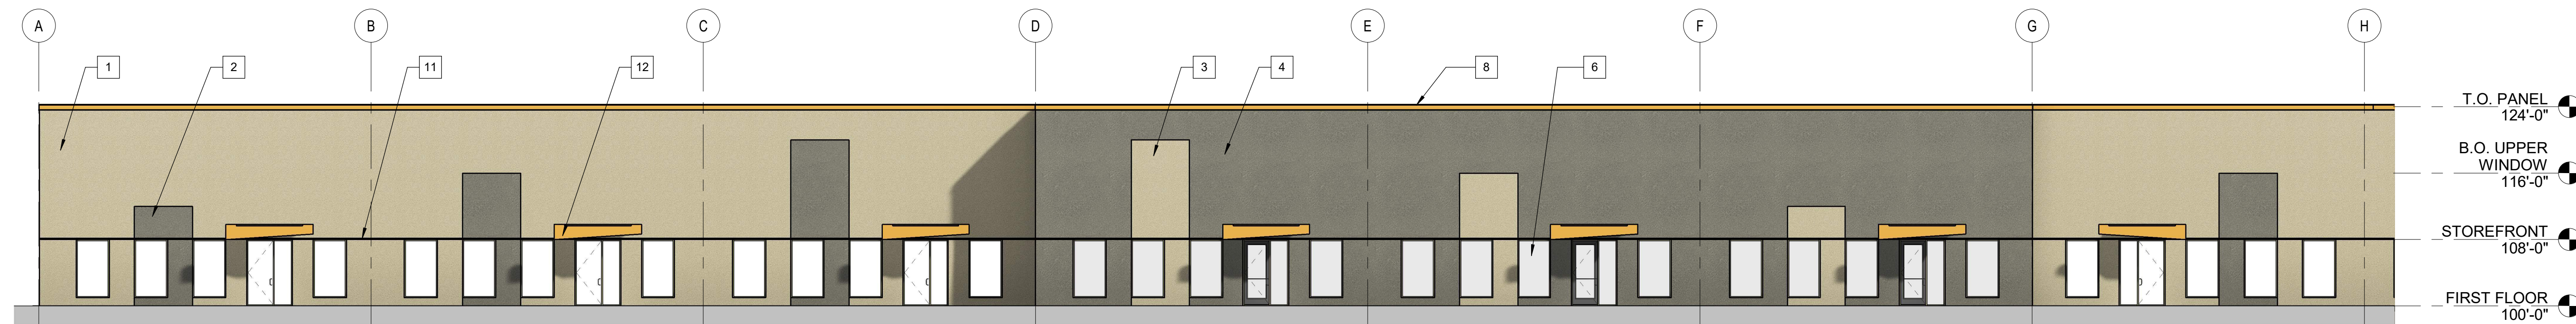 A
B
C
D
E
F
G
H
1
2
11
12
3
4
8
6
T.O. PANEL
124'-0"
B.O. UPPER
WINDOW
116'-0"
STOREFRONT
108'-0"
FIRST FLOOR
100'-0"